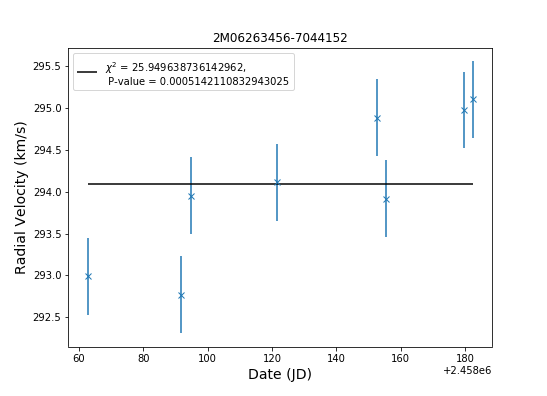 2M06263456-7044152
χ² = 25.949638736142962,
P-value = 0.0005142110832943025
295.5
295.0
294.5
294.0
293.5
293.0
292.5
Radial Velocity (km/s)
60 80 100 120 140 160 180
+2.458e6
Date (JD)